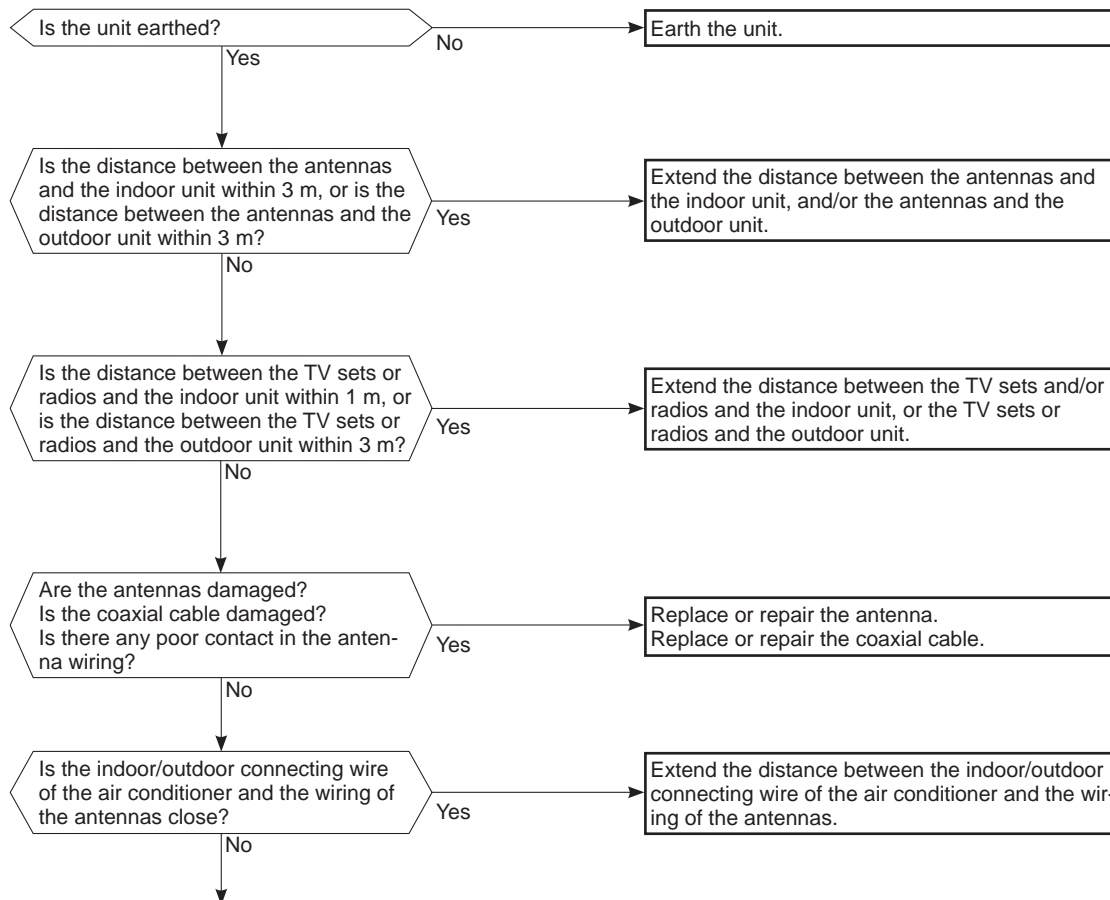 Is the unit earthed?
No
Earth the unit.
Yes
Is the distance between the antennas
and the indoor unit within 3 m, or is the
distance between the antennas and the
outdoor unit within 3 m?
Yes
Extend the distance between the antennas and
the indoor unit, and/or the antennas and the
outdoor unit.
No
Is the distance between the TV sets or
radios and the indoor unit within 1 m, or
is the distance between the TV sets or
radios and the outdoor unit within 3 m?
Yes
Extend the distance between the TV sets and/or
radios and the indoor unit, or the TV sets or
radios and the outdoor unit.
No
Are the antennas damaged?
Is the coaxial cable damaged?
Is there any poor contact in the anten-
na wiring?
Yes
Replace or repair the antenna.
Replace or repair the coaxial cable.
No
Is the indoor/outdoor connecting wire
of the air conditioner and the wiring of
the antennas close?
Yes
Extend the distance between the indoor/outdoor
connecting wire of the air conditioner and the wir-
ing of the antennas.
No